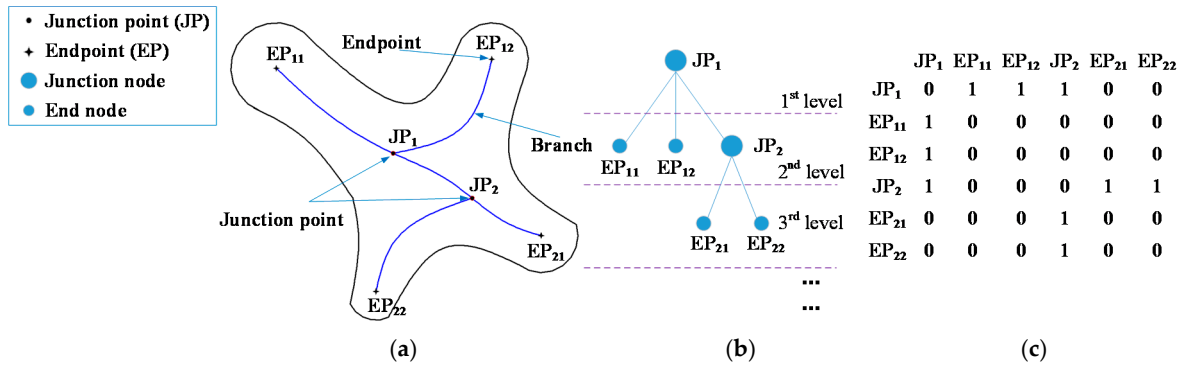 Junction point (JP)
Endpoint (EP)
Junction node
End node
EP11
Endpoint
EP12
JP1
Branch
JP2
Junction point
EP21
EP22
(a)
JP1
1st level
EP11 EP12 JP2
2nd level
3rd level
EP21 EP22
...
...
(b)
JP1 EP11 EP12 JP2 EP21 EP22
JP1 0 1 1 1 0 0
EP11 1 0 0 0 0 0
EP12 1 0 0 0 0 0
JP2 1 0 0 0 1 1
EP21 0 0 0 1 0 0
EP22 0 0 0 1 0 0
(c)